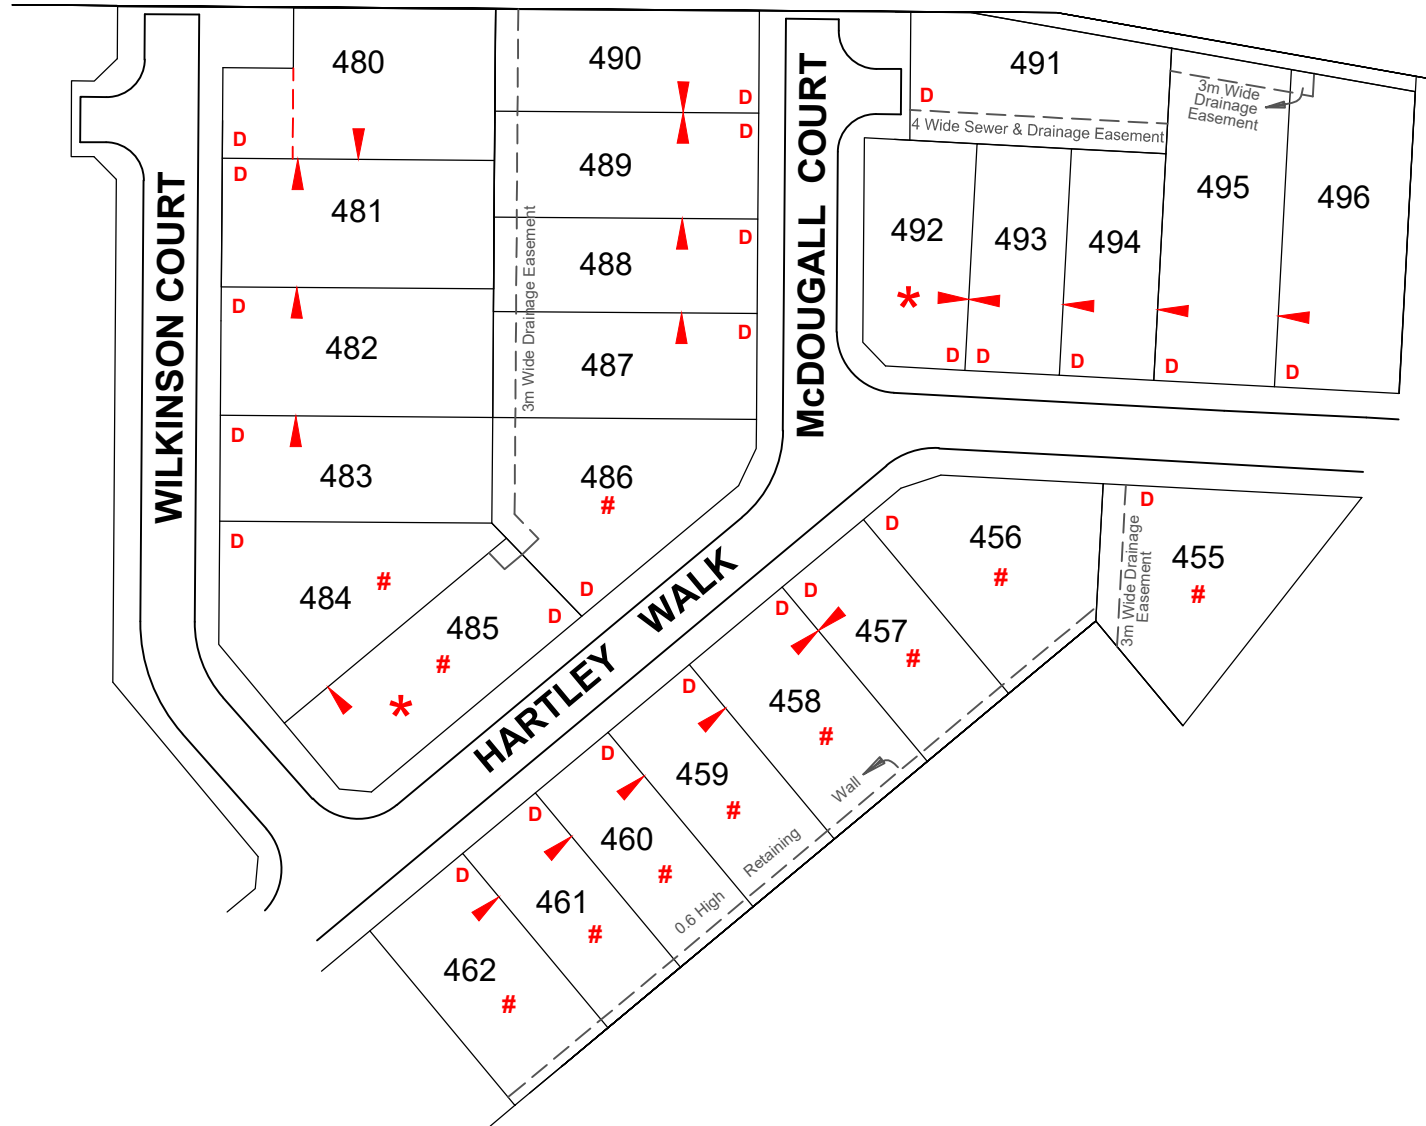 480
490
491
3m Wide
Drainage
Easement
D
D
D
4 Wide Sewer & Drainage Easement
D
D
D
489
481
495
496
WILKINSON COURT
McDOUGALL COURT
3m Wide Drainage Easement
492
493
494
D
488
*
D
D
482
487
D
D
D
D
D
D
483
486
#
D
484
#
D
485
#
*
D
D
HARTLEY WALK
D
456
#
D
3m Wide Drainage
Easement
455
#
D
D
457
#
D
458
#
D
459
#
Wall
D
460
#
Retaining
D
461
#
0.6 High
462
#